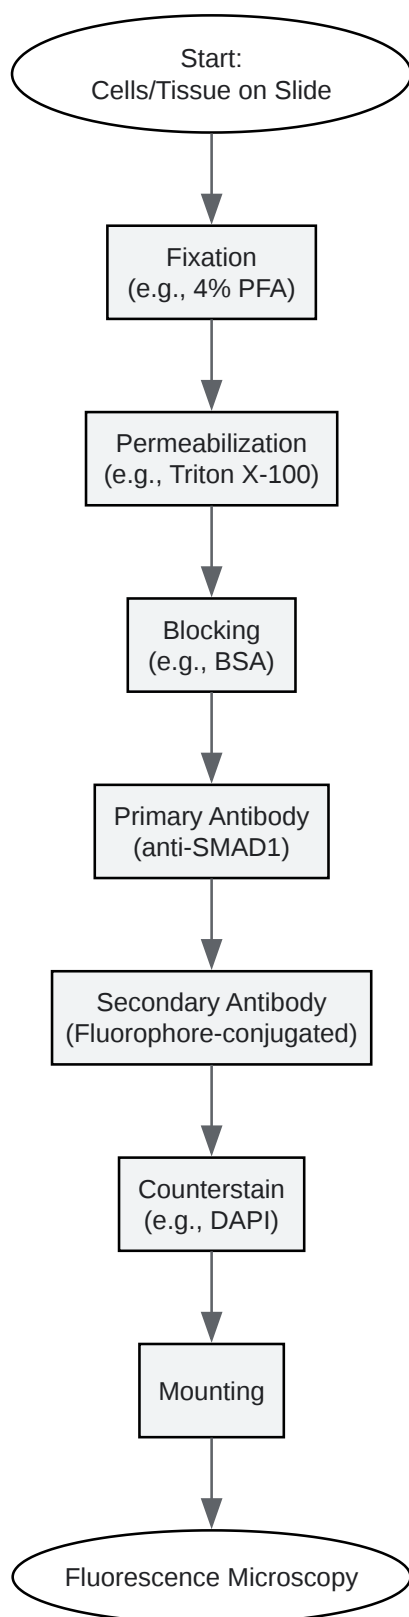 Start:
Cells/Tissue on Slide
Fixation
(e.g., 4% PFA)
Permeabilization
(e.g., Triton X-100)
Blocking
(e.g., BSA)
Primary Antibody
(anti-SMAD1)
Secondary Antibody
(Fluorophore-conjugated)
Counterstain
(e.g., DAPI)
Mounting
Fluorescence Microscopy